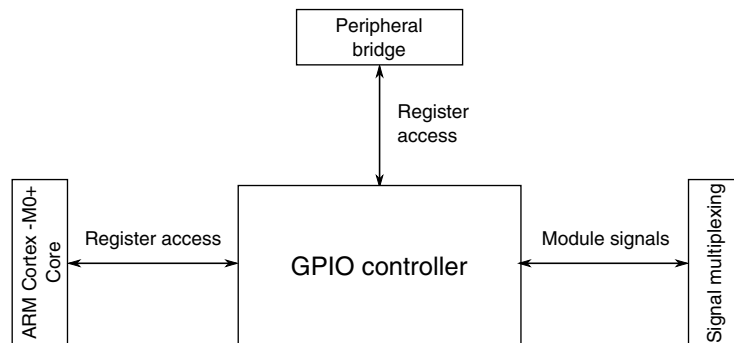 Peripheral
bridge
Register
access
ARM Cortex -M0+
Core
Register access
GPIO controller
Module signals
Signal multiplexing